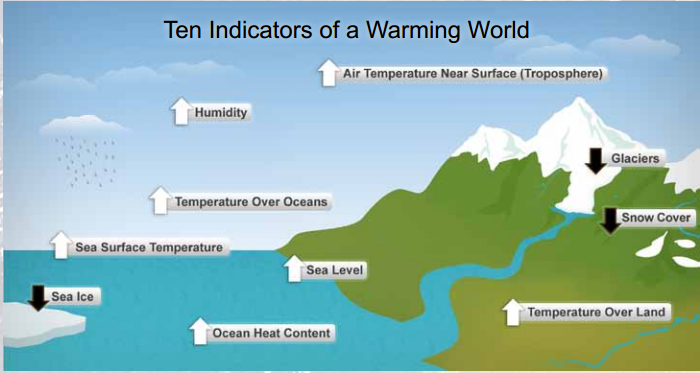 Ten Indicators of a Warming World
Air Temperature Near Surface (Troposphere)
Humidity
Glaciers
Temperature Over Oceans
Snow Cover
Sea Surface Temperature
Sea Level
Sea Ice
Temperature Over Land
Ocean Heat Content